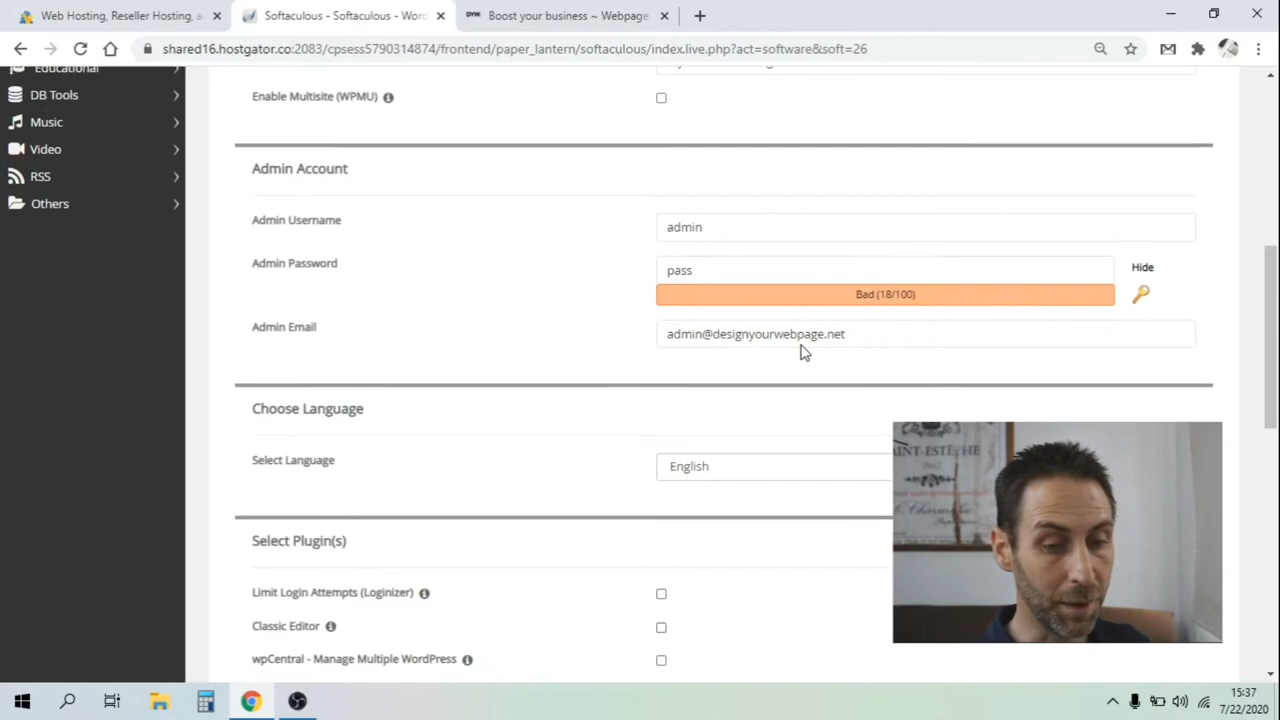 Web Hosting, Reseller Hosting, a
Softaculous - Softaculous - Wor
Boost your business ~ Webpage
shared16.hostgator.co:2083/cpsess5790314874/frontend/paper_lantern/softaculous/index.live.php?act=software&soft=26
Educational
DB Tools
Music
Video
RSS
Others
Enable Multisite (WPMU)
Admin Account
Admin Username
admin
Admin Password
pass
Hide
Bad (18/100)
Admin Email
admin@designyourwebpage.net
Choose Language
Select Language
English
Select Plugin(s)
Limit Login Attempts (Loginizer)
Classic Editor
wpCentral - Manage Multiple WordPress
AINT-ESTÈPHE
15:37
7/22/2020